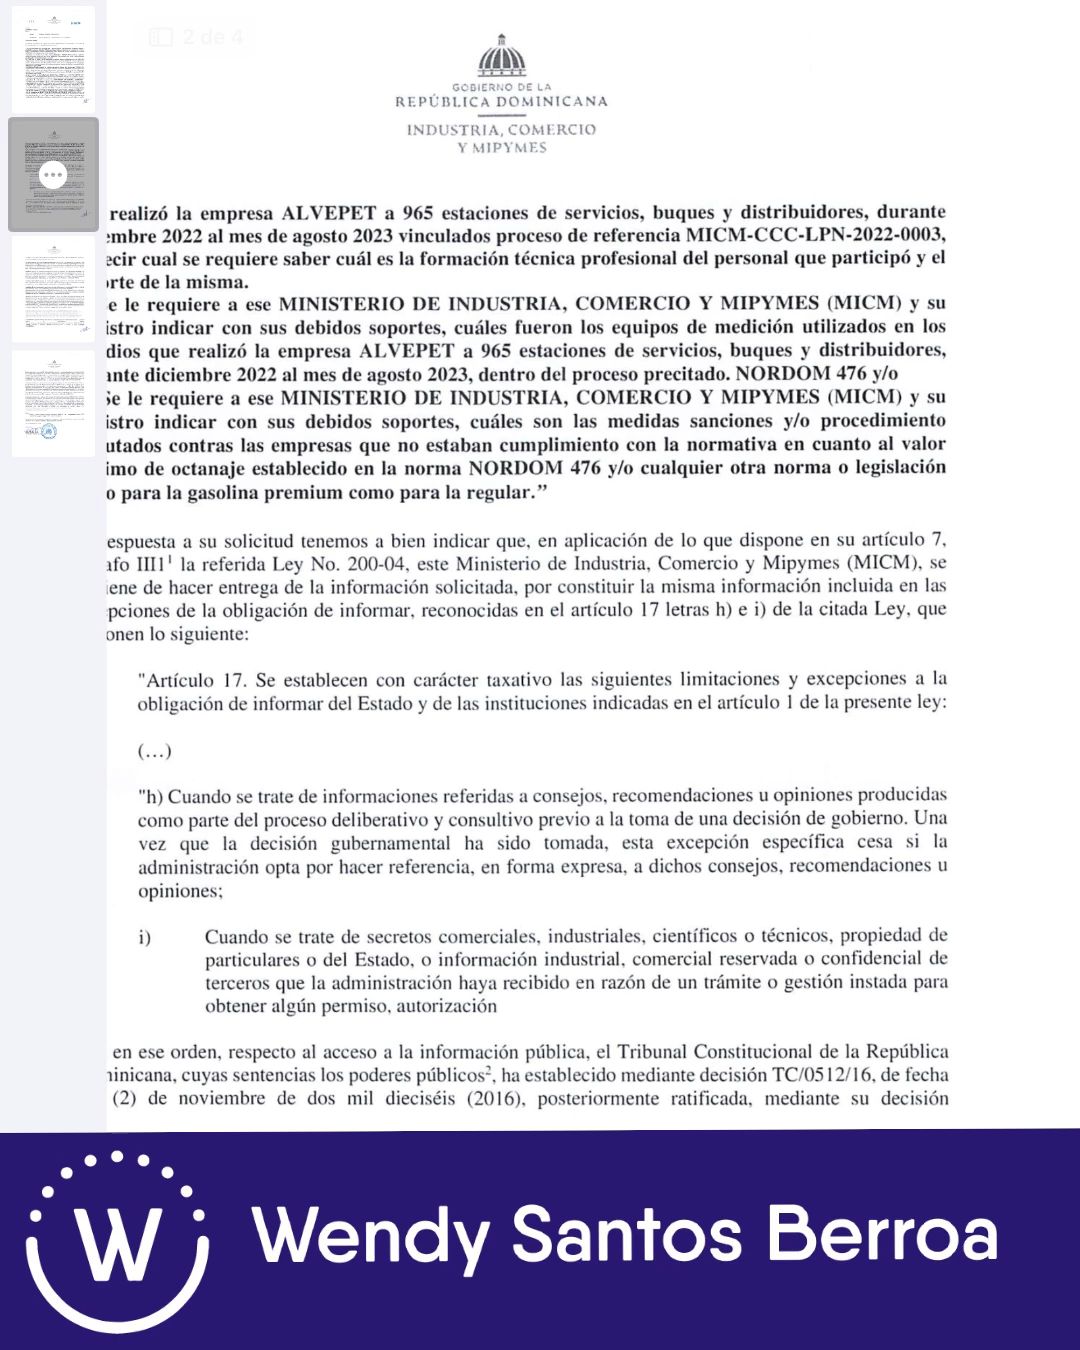 2 de 4
GOBIERNO DE LA
REPÚBLICA DOMINICANA
INDUSTRIA, COMERCIO
Y MIPYMES
realizó la empresa ALVEPET a 965 estaciones de servicios, buques y distribuidores, durante
embre 2022 al mes de agosto 2023 vinculados proceso de referencia MICM-CCC-LPN-2022-0003,
ecir cual se requiere saber cuál es la formación técnica profesional del personal que participó y el
rte de la misma.
e le requiere a ese MINISTERIO DE INDUSTRIA, COMERCIO Y MIPYMES (MICM) y su
istro indicar con sus debidos soportes, cuáles fueron los equipos de medición utilizados en los
dios que realizó la empresa ALVEPET a 965 estaciones de servicios, buques y distribuidores,
ante diciembre 2022 al mes de agosto 2023, dentro del proceso precitado. NORDOM 476 y/o
Se le requiere a ese MINISTERIO DE INDUSTRIA, COMERCIO Y MIPYMES (MICM) y su
istro indicar con sus debidos soportes, cuáles son las medidas sanciones y/o procedimiento
utados contras las empresas que no estaban cumplimiento con la normativa en cuanto al valor
imo de octanaje establecido en la norma NORDOM 476 y/o cualquier otra norma o legislación
o para la gasolina premium como para la regular.”
espuesta a su solicitud tenemos a bien indicar que, en aplicación de lo que dispone en su artículo 7,
afo III1¹ la referida Ley No. 200-04, este Ministerio de Industria, Comercio y Mipymes (MICM), se
iene de hacer entrega de la información solicitada, por constituir la misma información incluida en las
pciones de la obligación de informar, reconocidas en el artículo 17 letras h) e i) de la citada Ley, que
onen lo siguiente:
"Artículo 17. Se establecen con carácter taxativo las siguientes limitaciones y excepciones a la
obligación de informar del Estado y de las instituciones indicadas en el artículo 1 de la presente ley:
(...)
"h) Cuando se trate de informaciones referidas a consejos, recomendaciones u opiniones producidas
como parte del proceso deliberativo y consultivo previo a la toma de una decisión de gobierno. Una
vez que la decisión gubernamental ha sido tomada, esta excepción específica cesa si la
administración opta por hacer referencia, en forma expresa, a dichos consejos, recomendaciones u
opiniones;
i) Cuando se trate de secretos comerciales, industriales, científicos o técnicos, propiedad de
particulares o del Estado, o información industrial, comercial reservada o confidencial de
terceros que la administración haya recibido en razón de un trámite o gestión instada para
obtener algún permiso, autorización
en ese orden, respecto al acceso a la información pública, el Tribunal Constitucional de la República
inicana, cuyas sentencias los poderes públicos², ha establecido mediante decisión TC/0512/16, de fecha
(2) de noviembre de dos mil dieciséis (2016), posteriormente ratificada, mediante su decisión
W Wendy Santos Berroa